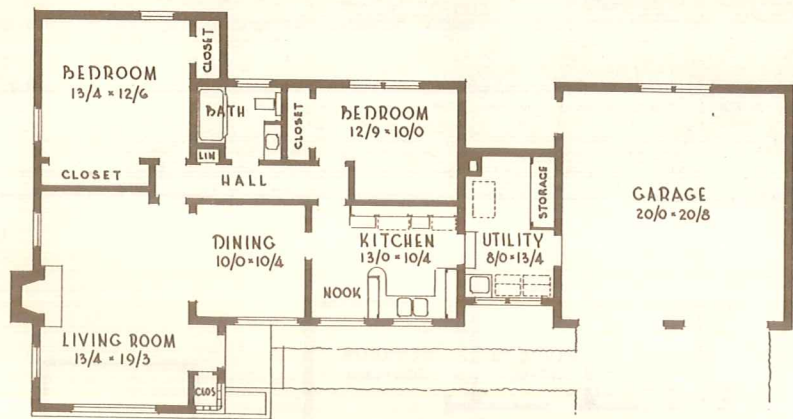 BEDROOM
13/4 = 12/6
CLOSET
CLOSET
BATH
LIN
HALL
CLOSET
BEDROOM
12/9 = 10/0
LIVING ROOM
13/4 = 19/3
CLOS
DINING
10/0 = 10/4
KITCHEN
13/0 = 10/4
NOOK
UTILITY
8/0 = 13/4
STORAGE
GARAGE
20/0 = 20/8